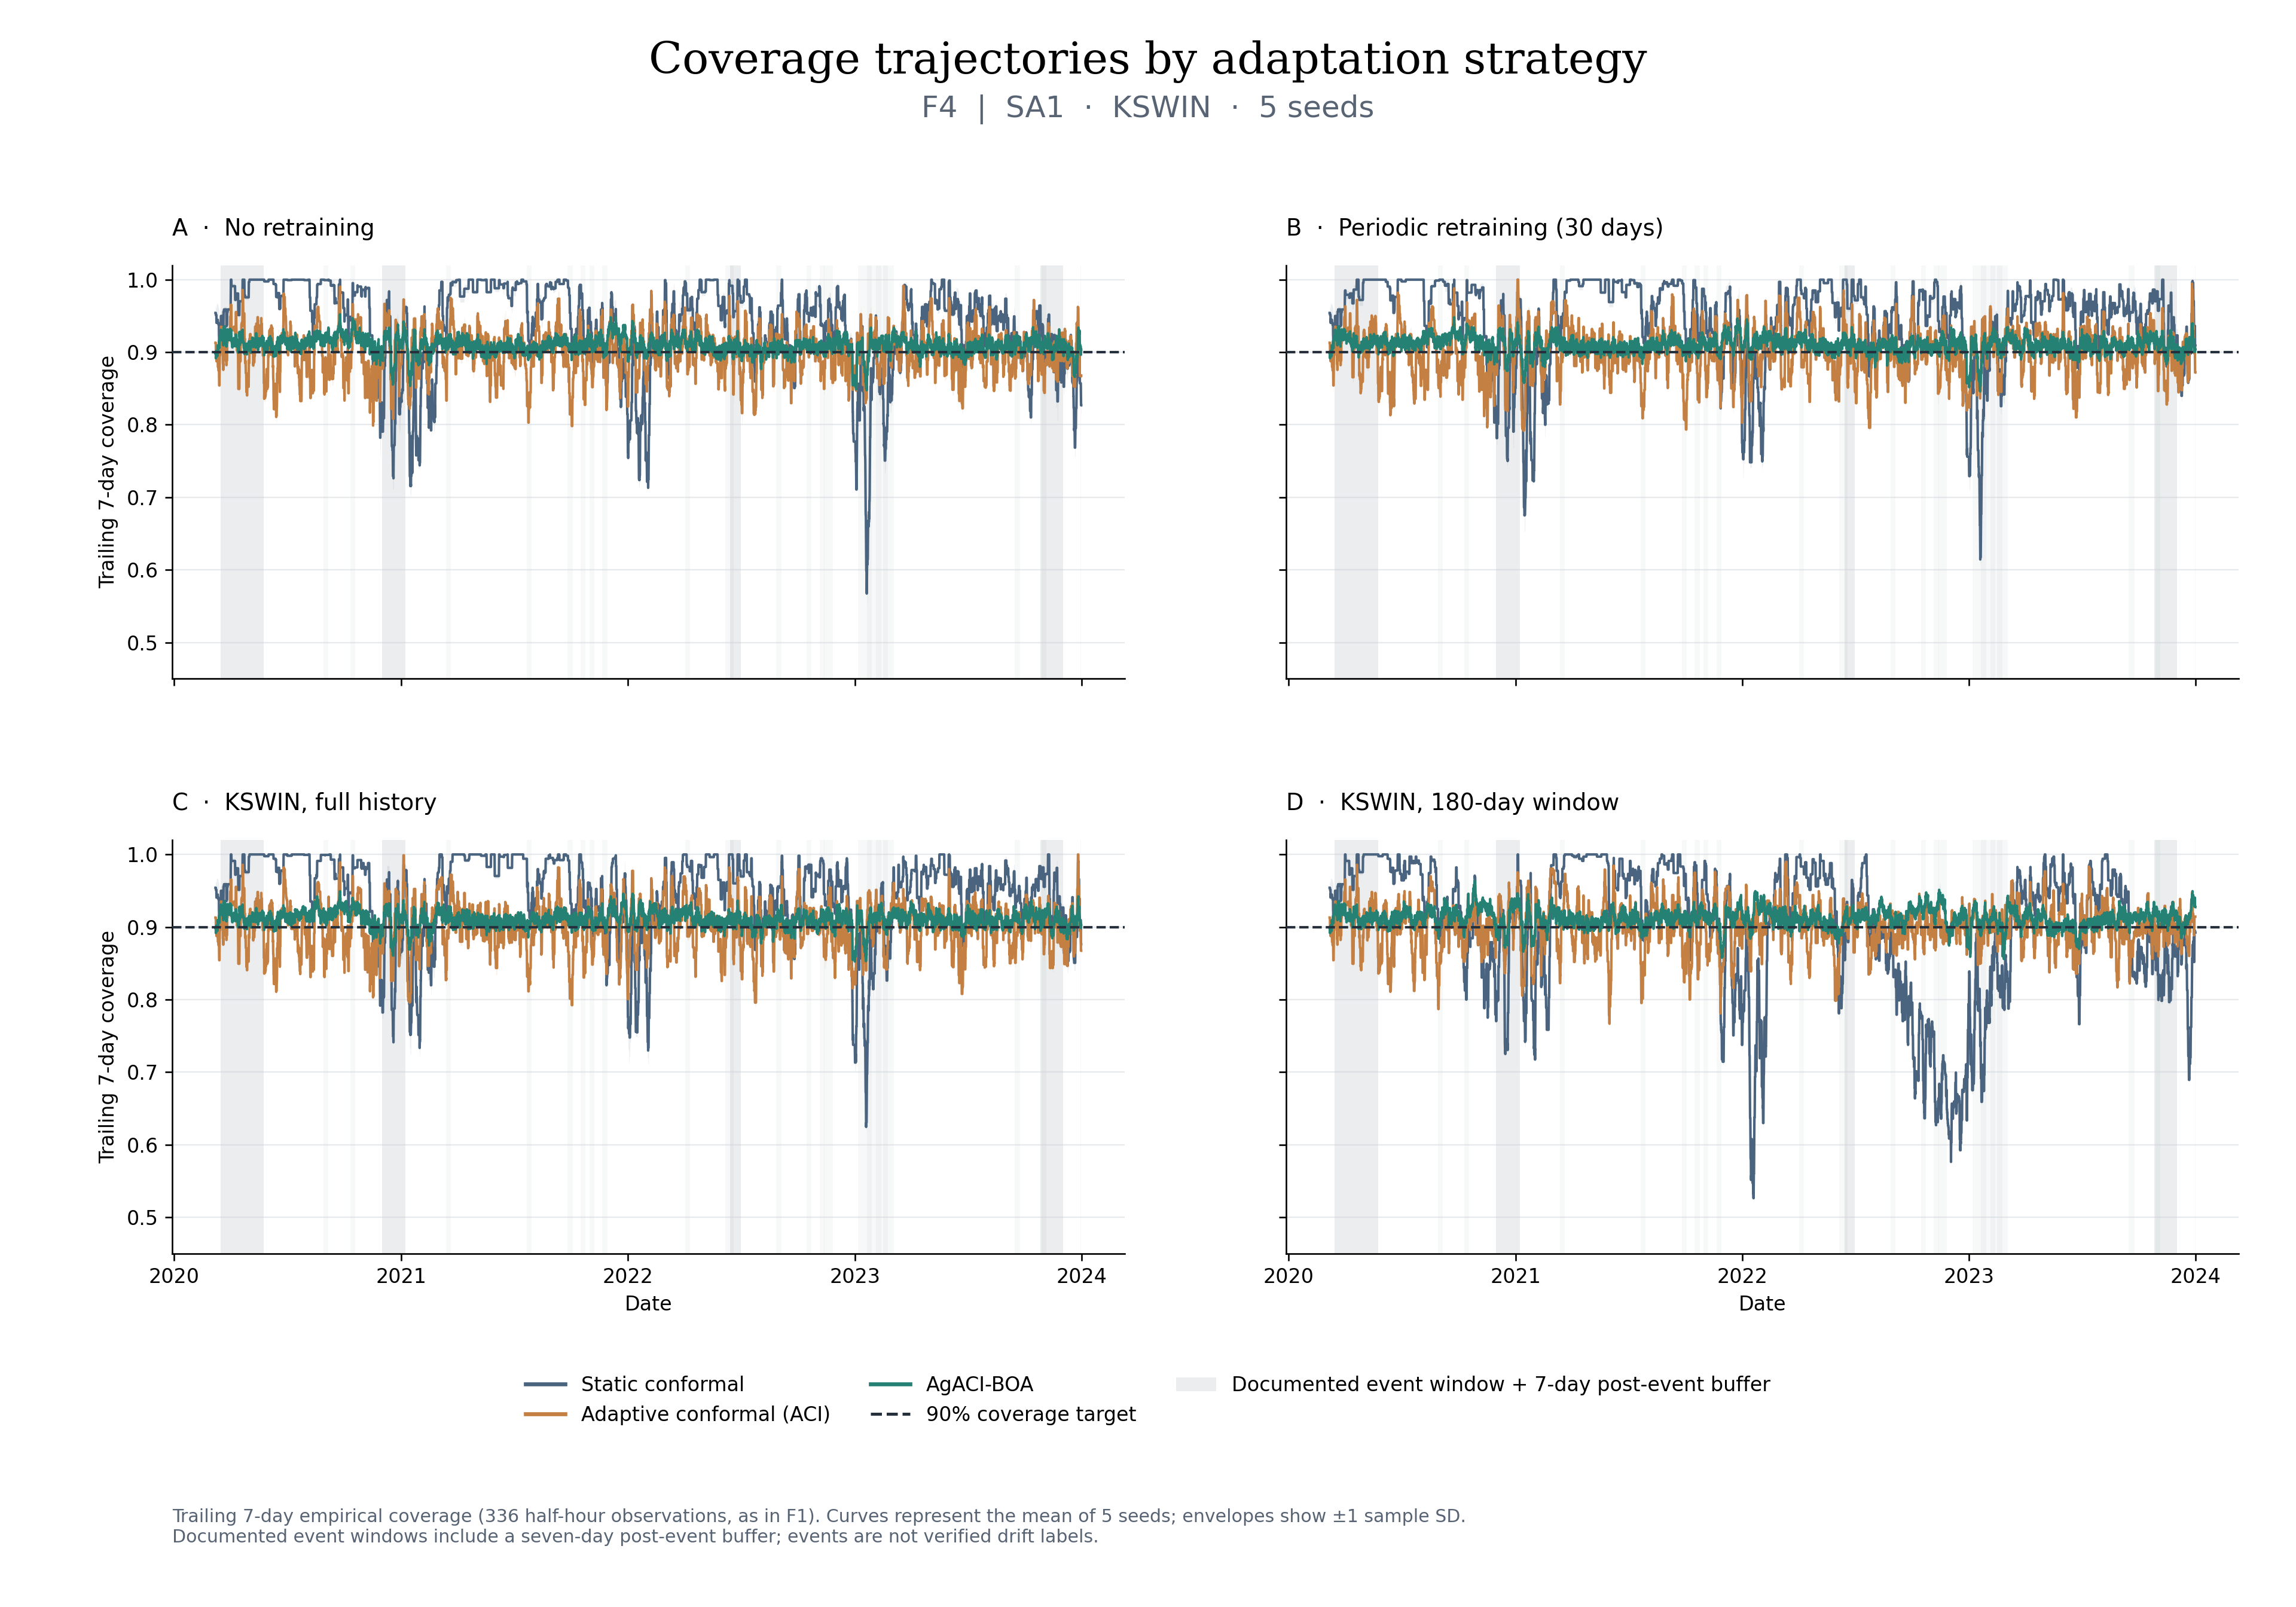 Coverage trajectories by adaptation strategy
F4 | SA1 · KSWIN · 5 seeds
A · No retraining
B · Periodic retraining (30 days)
1.0
0.9
0.8
0.7
0.6
0.5
Trailing 7-day coverage
C · KSWIN, full history
D · KSWIN, 180-day window
1.0
0.9
0.8
0.7
0.6
0.5
Trailing 7-day coverage
2020 2021 2022 2023 2024
Date
2020 2021 2022 2023 2024
Date
Static conformal
Adaptive conformal (ACI)
AgACI-BOA
90% coverage target
Documented event window + 7-day post-event buffer
Trailing 7-day empirical coverage (336 half-hour observations, as in F1). Curves represent the mean of 5 seeds; envelopes show ±1 sample SD.
Documented event windows include a seven-day post-event buffer; events are not verified drift labels.